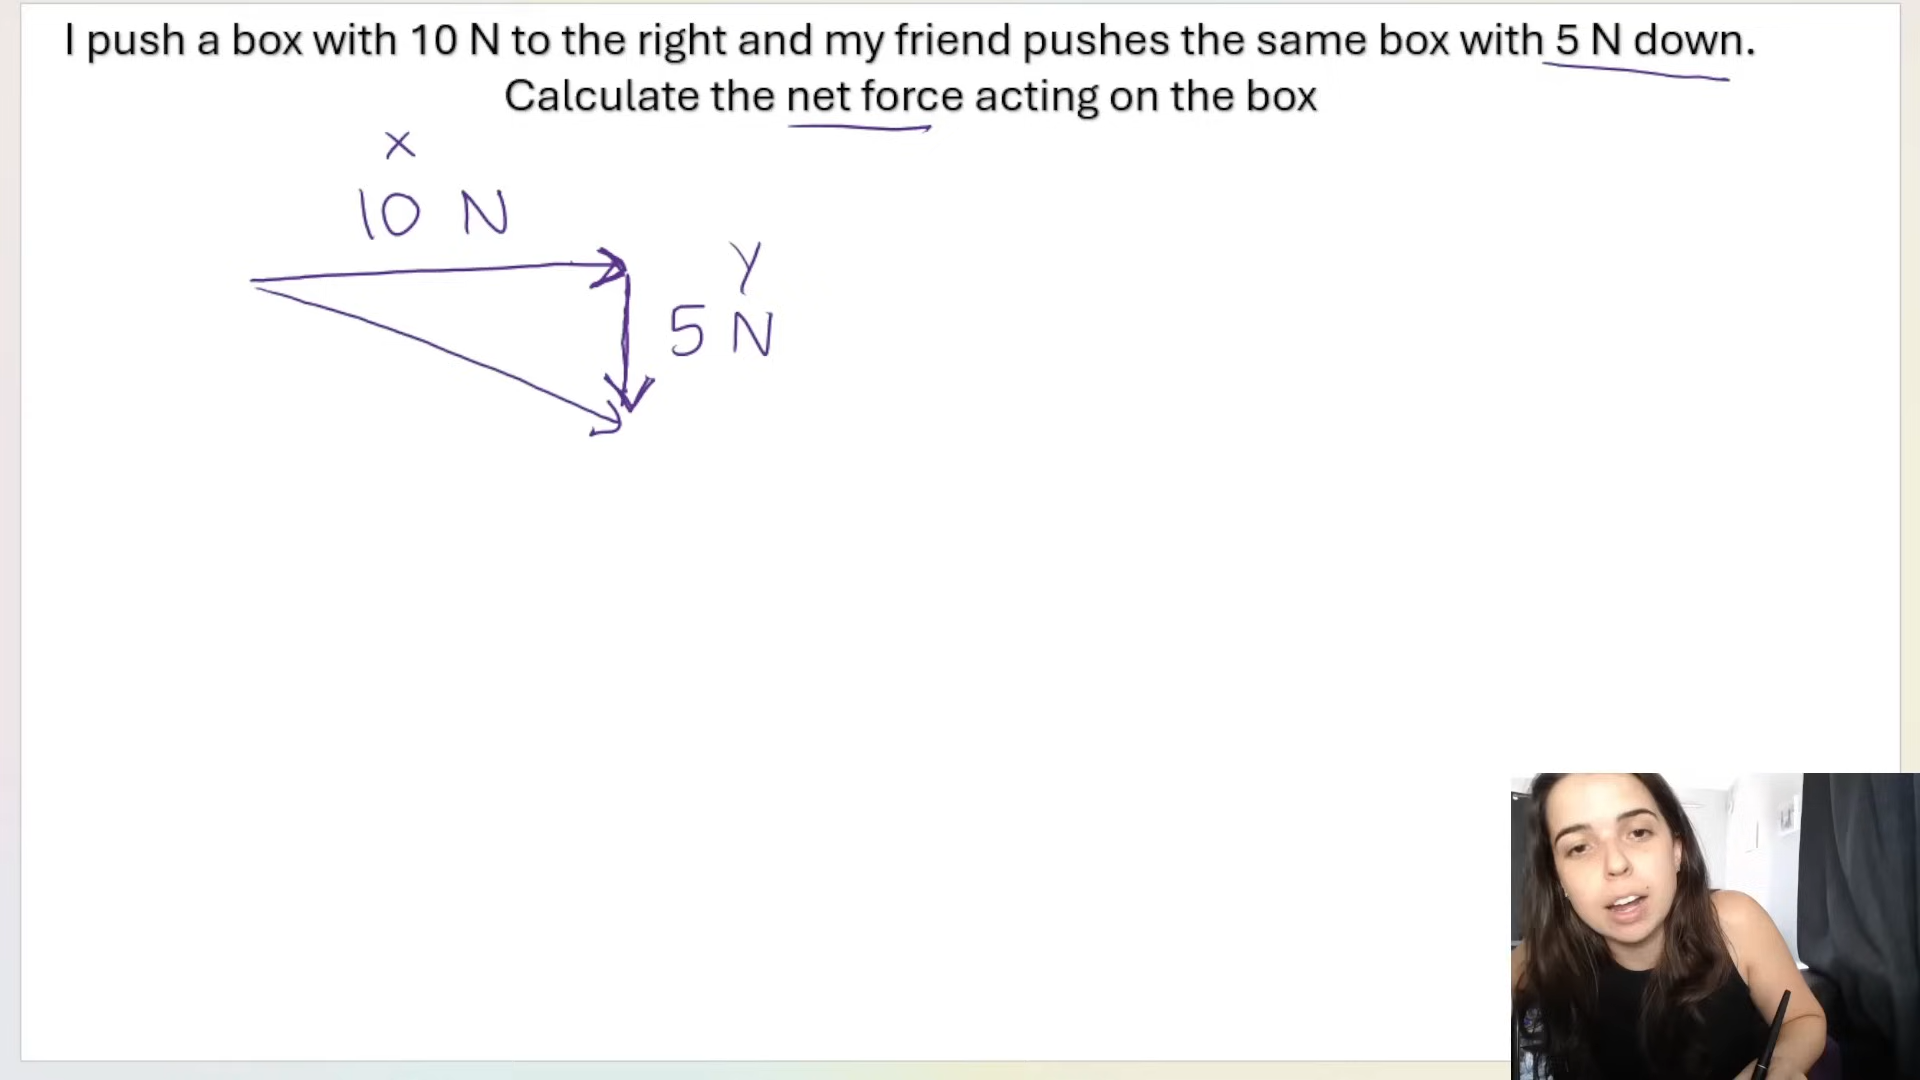 I push a box with 10 N to the right and my friend pushes the same box with 5 N down.
Calculate the net force acting on the box
x
10 N
y
5 N